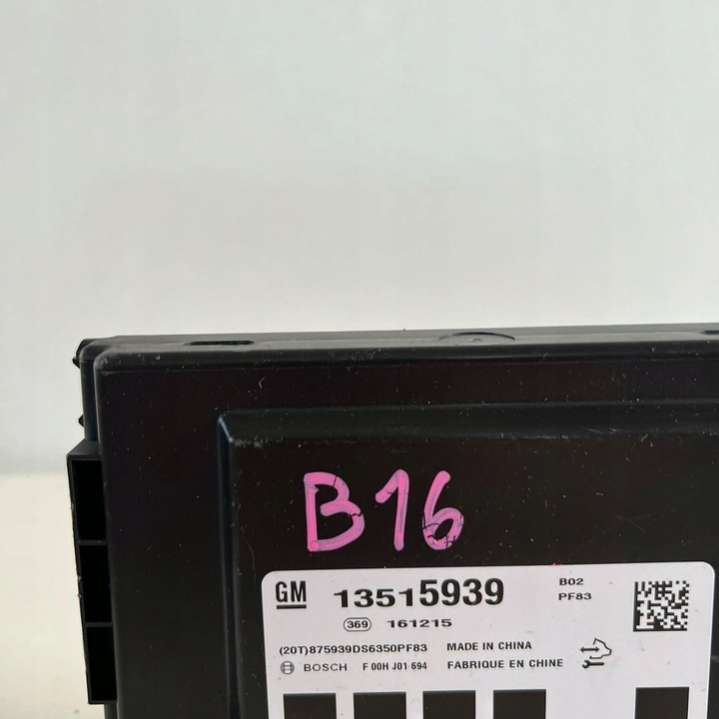 B16
GM 13515939 B02
PF83
369 161215
(20T)875939DS6350PF83 MADE IN CHINA
BOSCH F 00H J01 694 FABRIQUE EN CHINE